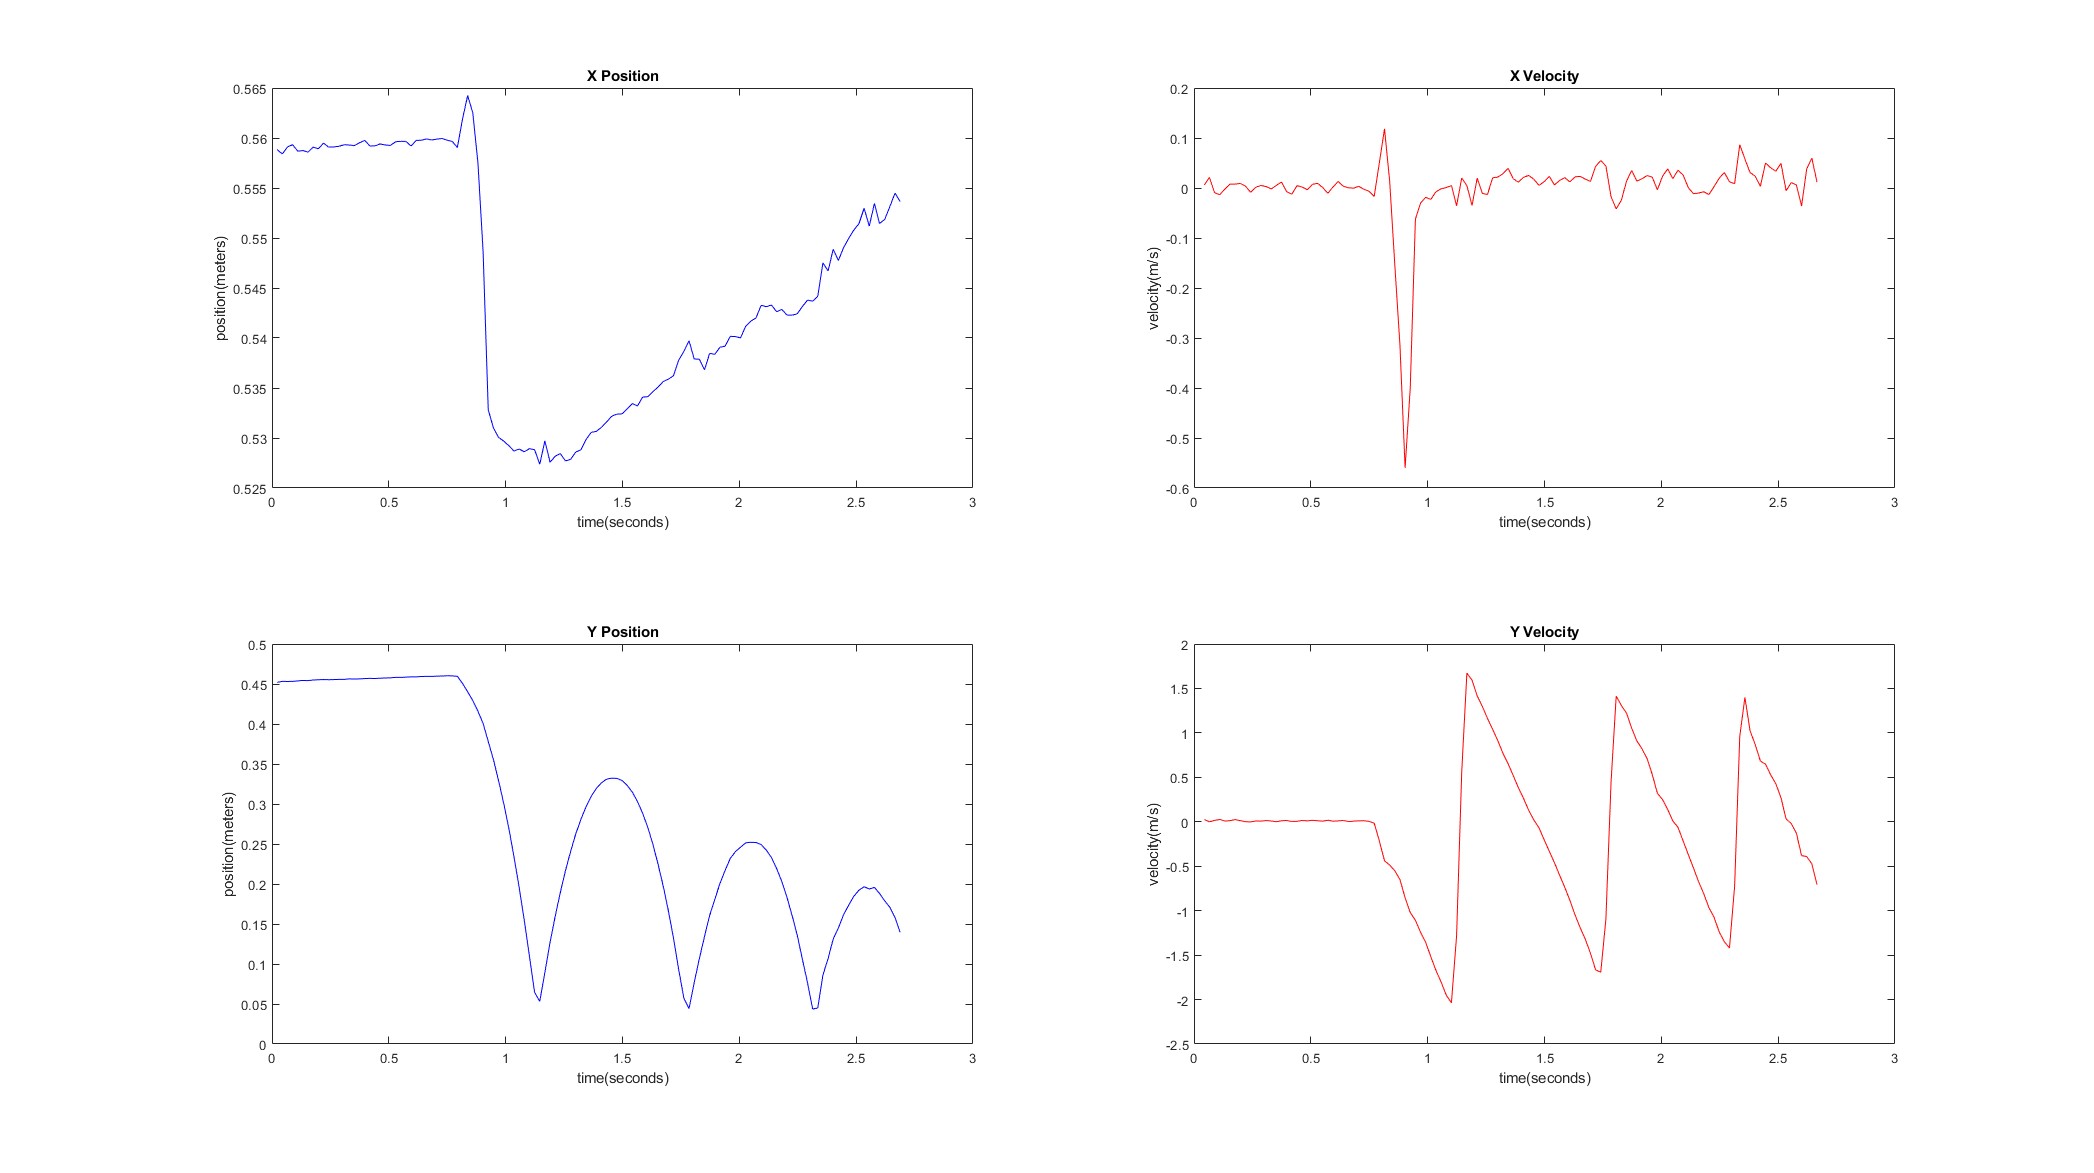 X Position
0.565
0.56
0.555
0.55
0.545
0.54
0.535
0.53
0.525
position(meters)
0 0.5 1 1.5 2 2.5 3
time(seconds)
X Velocity
0.2
0.1
0
-0.1
-0.2
-0.3
-0.4
-0.5
-0.6
velocity(m/s)
0 0.5 1 1.5 2 2.5 3
time(seconds)
Y Position
0.5
0.45
0.4
0.35
0.3
0.25
0.2
0.15
0.1
0.05
0
position(meters)
0 0.5 1 1.5 2 2.5 3
time(seconds)
Y Velocity
2
1.5
1
0.5
0
-0.5
-1
-1.5
-2
-2.5
velocity(m/s)
0 0.5 1 1.5 2 2.5 3
time(seconds)